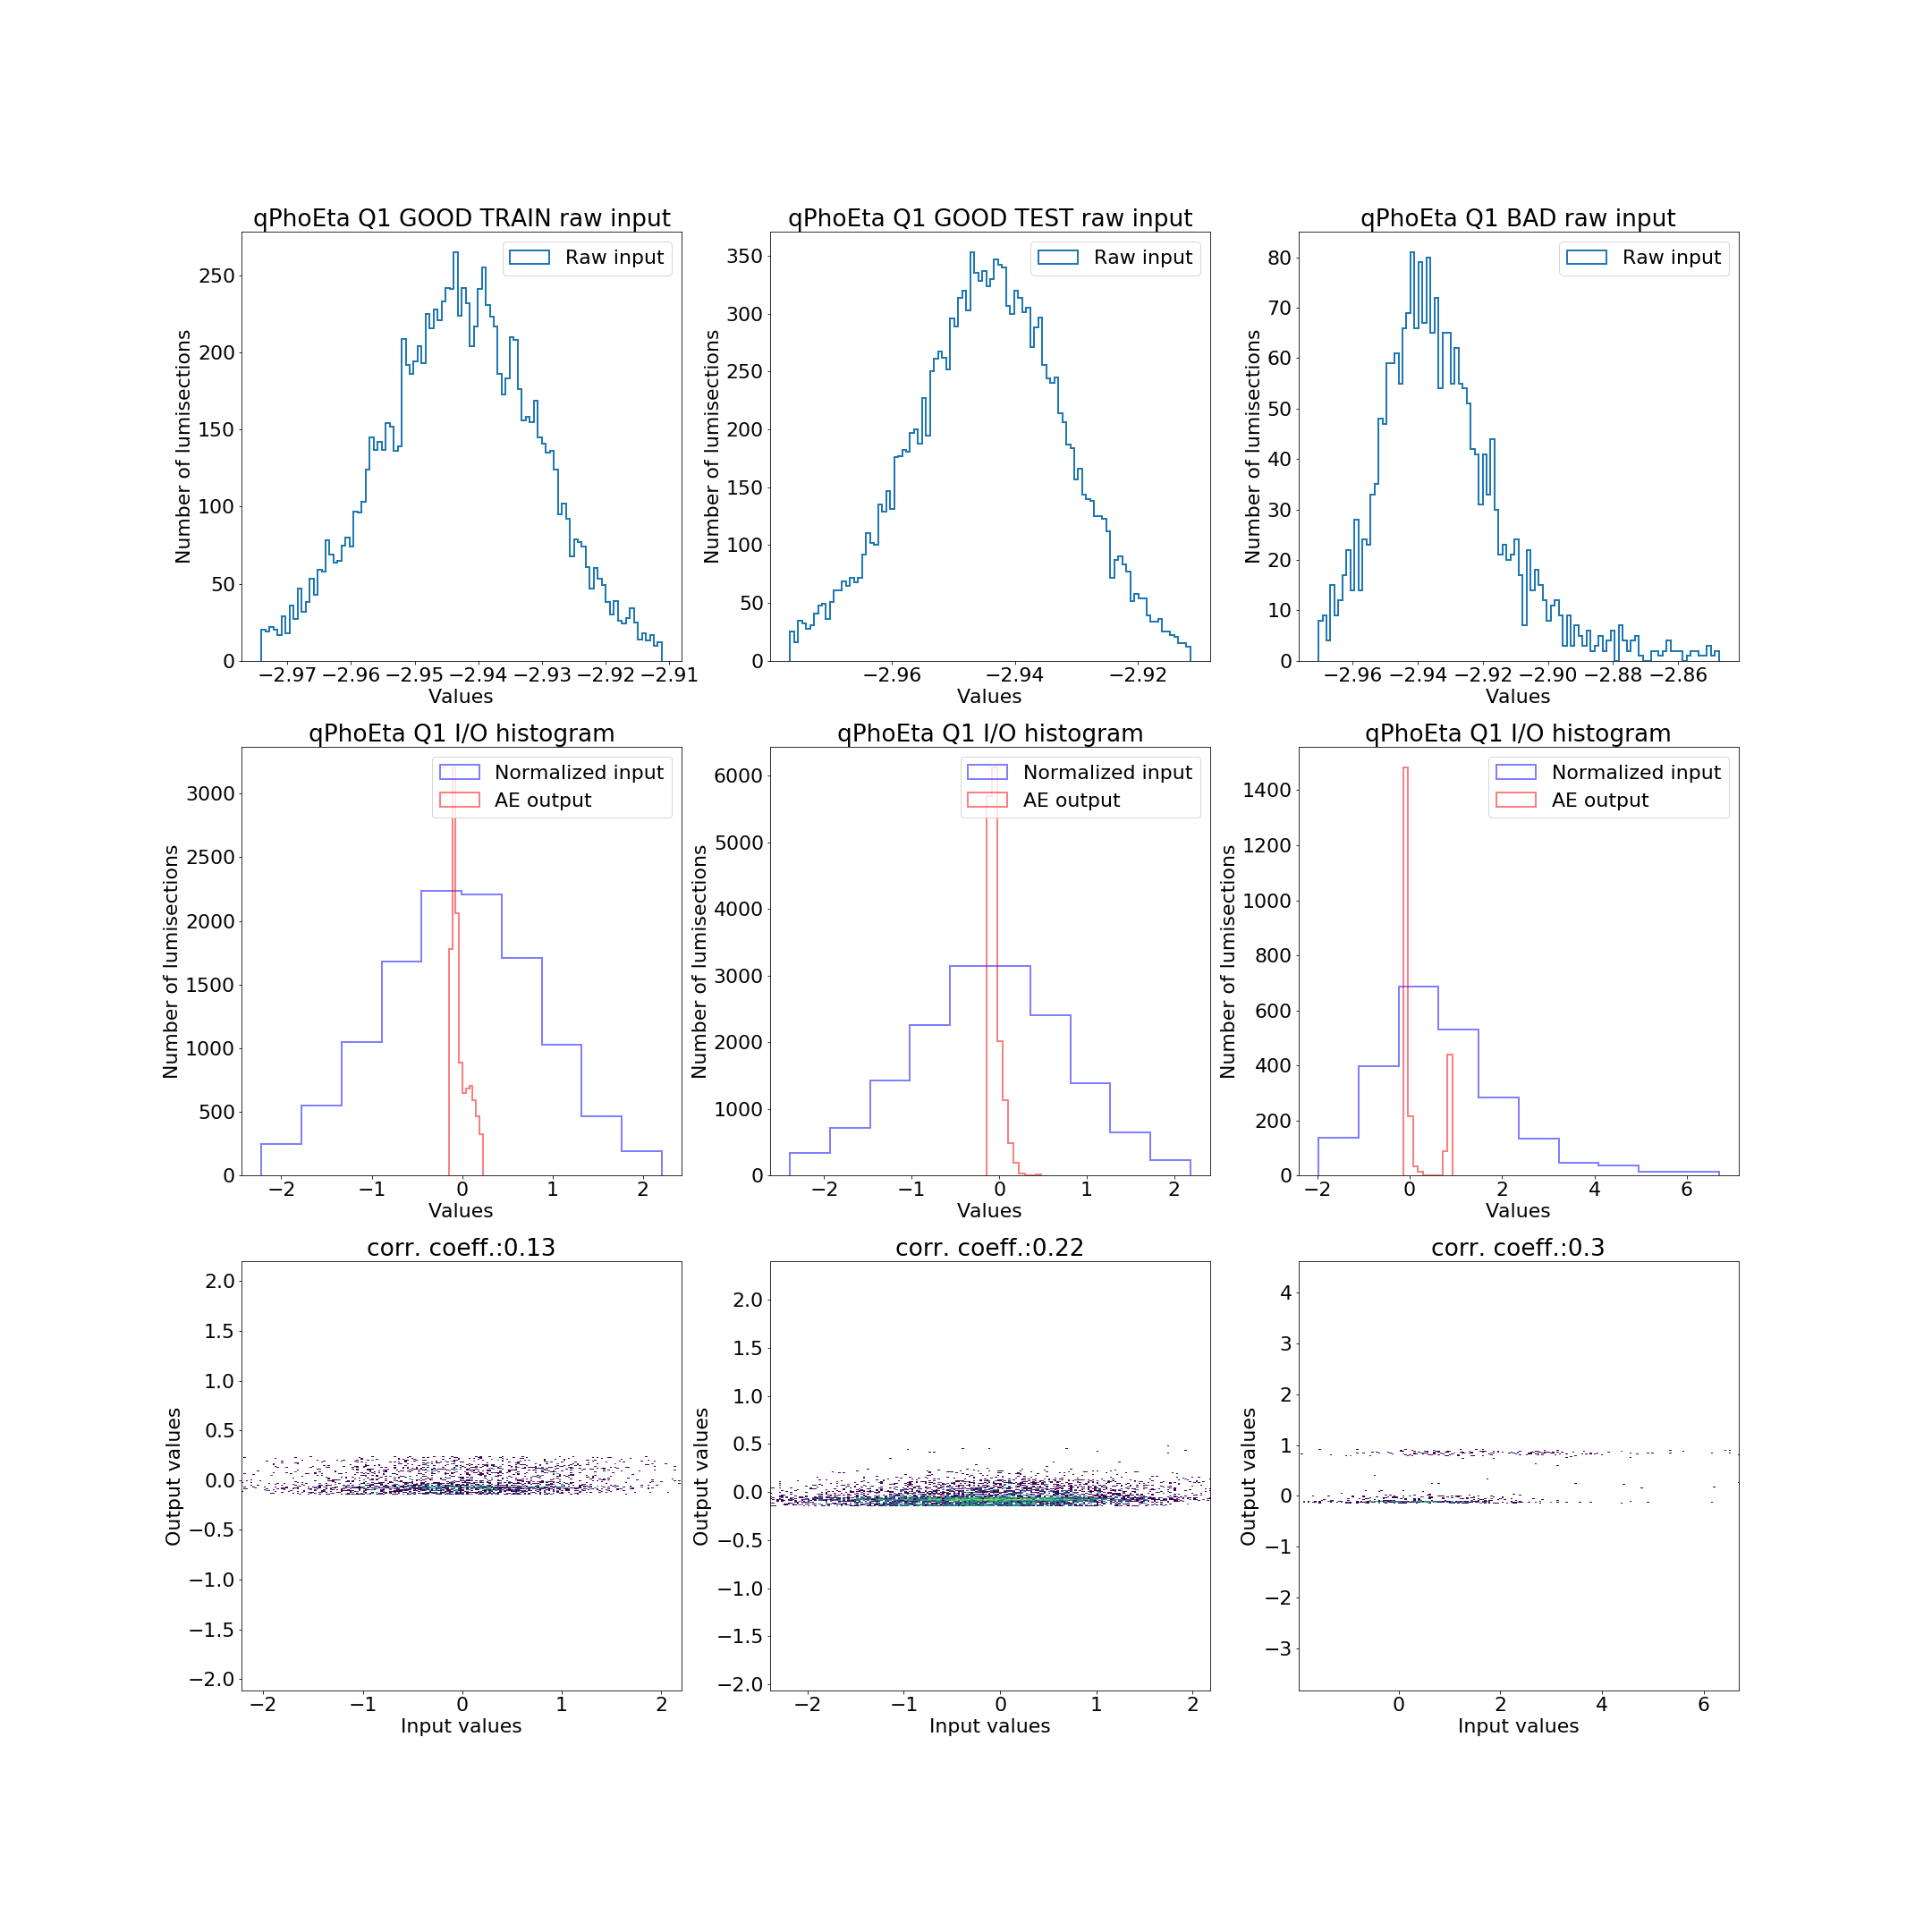 qPhoEta Q1 GOOD TRAIN raw input
Raw input
Number of lumisections
0
50
100
150
200
250
−2.97 −2.96 −2.95 −2.94 −2.93 −2.92 −2.91
Values
qPhoEta Q1 GOOD TEST raw input
Raw input
Number of lumisections
0
50
100
150
200
250
300
350
−2.96 −2.94 −2.92
Values
qPhoEta Q1 BAD raw input
Raw input
Number of lumisections
0
10
20
30
40
50
60
70
80
−2.96 −2.94 −2.92 −2.90 −2.88 −2.86
Values
qPhoEta Q1 I/O histogram
Normalized input
AE output
Number of lumisections
0
500
1000
1500
2000
2500
3000
−2 −1 0 1 2
Values
qPhoEta Q1 I/O histogram
Normalized input
AE output
Number of lumisections
0
1000
2000
3000
4000
5000
6000
−2 −1 0 1 2
Values
qPhoEta Q1 I/O histogram
Normalized input
AE output
Number of lumisections
0
200
400
600
800
1000
1200
1400
−2 0 2 4 6
Values
corr. coeff.:0.13
Output values
2.0
1.5
1.0
0.5
0.0
−0.5
−1.0
−1.5
−2.0
−2 −1 0 1 2
Input values
corr. coeff.:0.22
Output values
2.0
1.5
1.0
0.5
0.0
−0.5
−1.0
−1.5
−2.0
−2 −1 0 1 2
Input values
corr. coeff.:0.3
Output values
4
3
2
1
0
−1
−2
−3
0 2 4 6
Input values